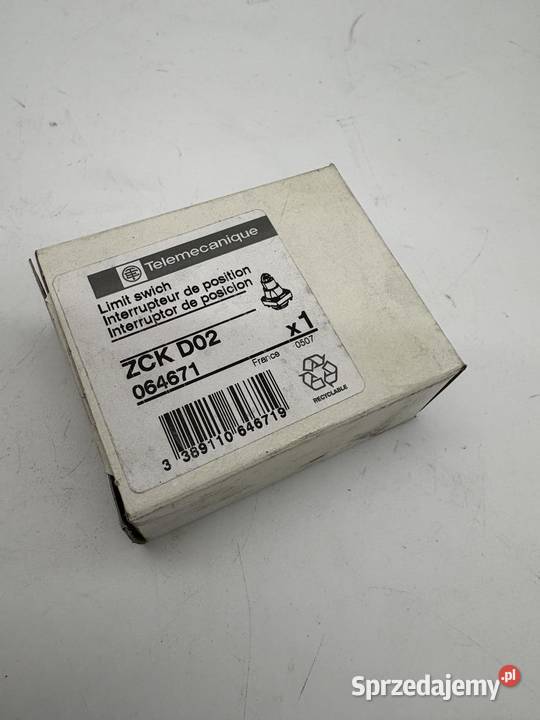 Telemecanique
Limit swich
Interrupteur de position
Interruptor de posicion
ZCK D02
064671
x 1
France 0507
3 389110 646719
RECYCLABLE
Sprzedajemy.pl